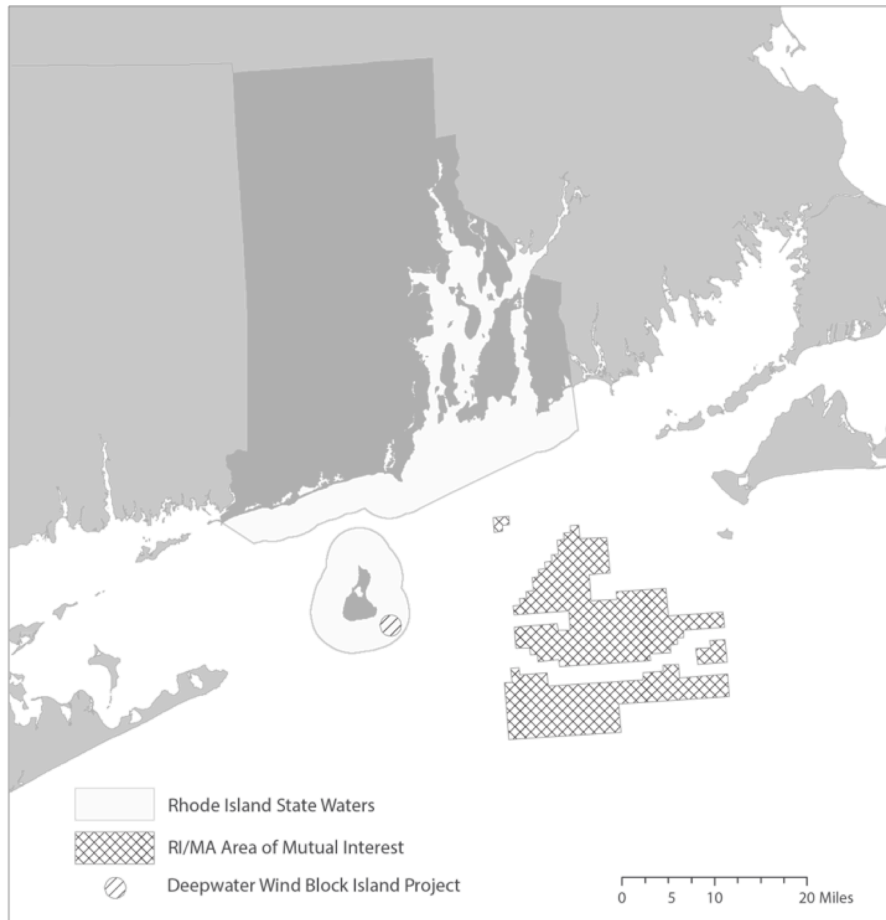 Rhode Island State Waters
RI/MA Area of Mutual Interest
Deepwater Wind Block Island Project
0 5 10 20 Miles